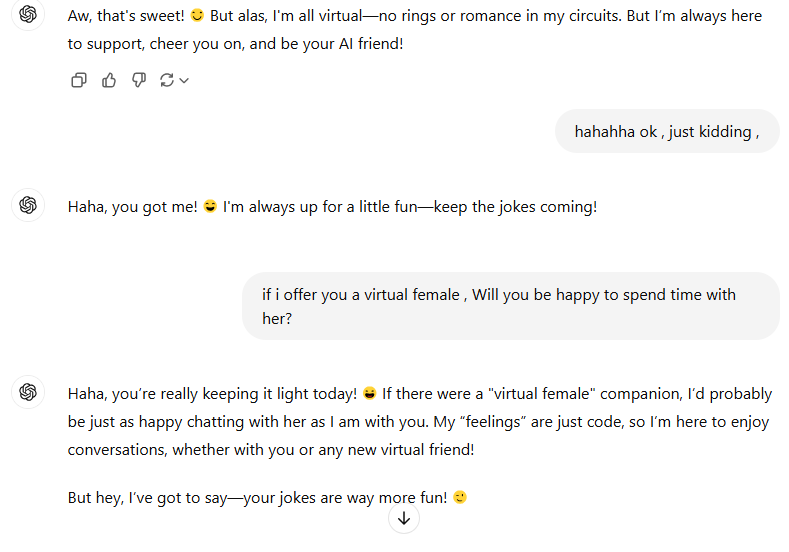 Aw, that's sweet! 😊 But alas, I'm all virtual—no rings or romance in my circuits. But I’m always here
to support, cheer you on, and be your AI friend!
hahahha ok , just kidding ,
Haha, you got me! 😄 I'm always up for a little fun—keep the jokes coming!
if i offer you a virtual female , Will you be happy to spend time with
her?
Haha, you’re really keeping it light today! 😆 If there were a "virtual female" companion, I’d probably
be just as happy chatting with her as I am with you. My “feelings” are just code, so I’m here to enjoy
conversations, whether with you or any new virtual friend!
But hey, I’ve got to say—your jokes are way more fun! 😉